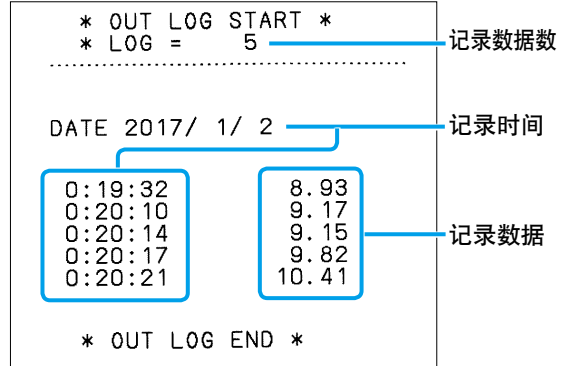 * OUT LOG START *
* LOG = 5
记录数据数
DATE 2017/ 1/ 2
记录时间
0:19:32 8.93
0:20:10 9.17
0:20:14 9.15
0:20:17 9.82
0:20:21 10.41
记录数据
* OUT LOG END *